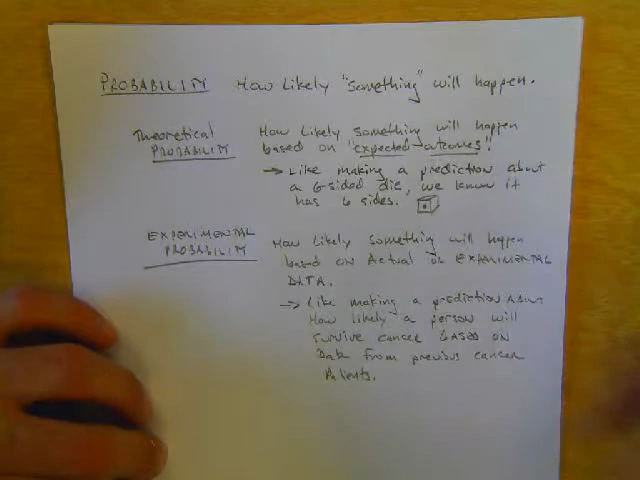 PROBABILITY How Likely "something" will happen.
Theoretical How Likely something will happen
PROBABILITY based on "expected outcomes"!
→ Like making a prediction about
a 6-sided die, we know it
has 6 sides.
EXPERIMENTAL How Likely something will happen
PROBABILITY based on Actual or EXPERIMENTAL
DATA.
⇒ Like making a prediction About
How likely a person will
survive cancer BASED ON
Data from previous cancer
Patients.